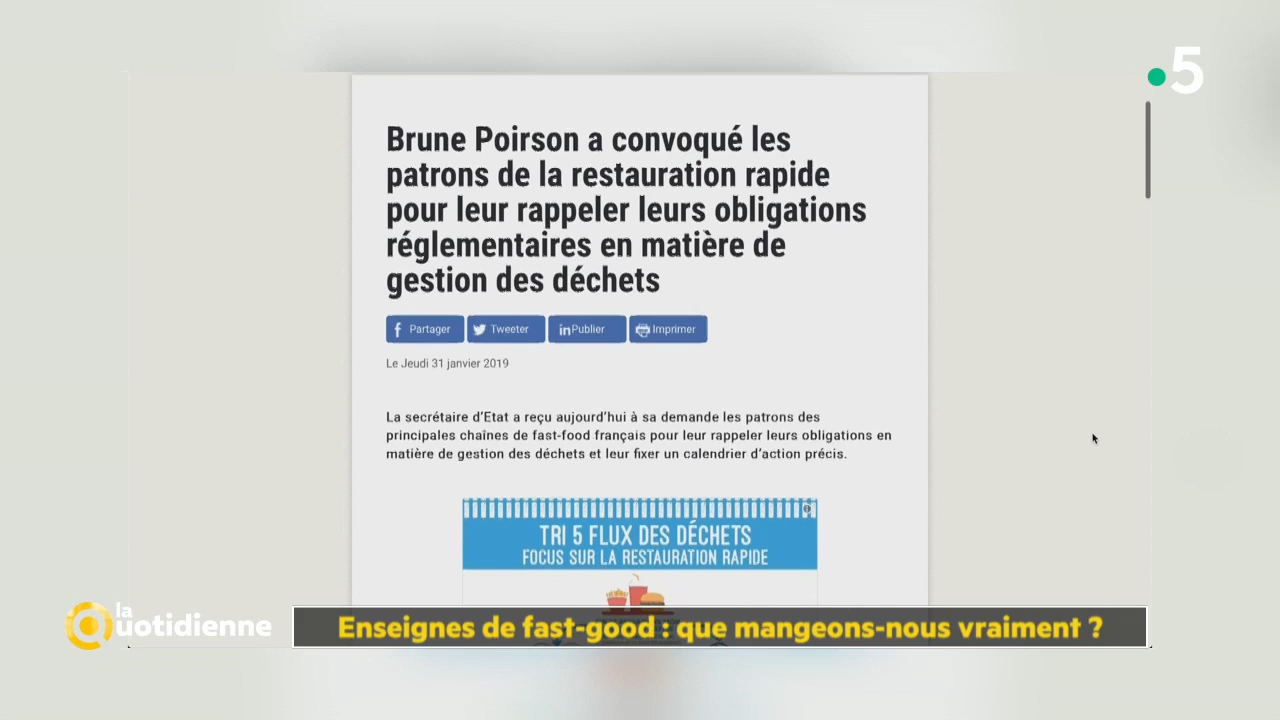 5
Brune Poirson a convoqué les
patrons de la restauration rapide
pour leur rappeler leurs obligations
réglementaires en matière de
gestion des déchets
Partager
Tweeter
Publier
Imprimer
Le Jeudi 31 janvier 2019
La secrétaire d'Etat a reçu aujourd'hui à sa demande les patrons des
principales chaînes de fast-food français pour leur rappeler leurs obligations en
matière de gestion des déchets et leur fixer un calendrier d'action précis.
TRI 5 FLUX DES DÉCHETS
FOCUS SUR LA RESTAURATION RAPIDE
la
Quotidienne
Enseignes de fast-good : que mangeons-nous vraiment ?